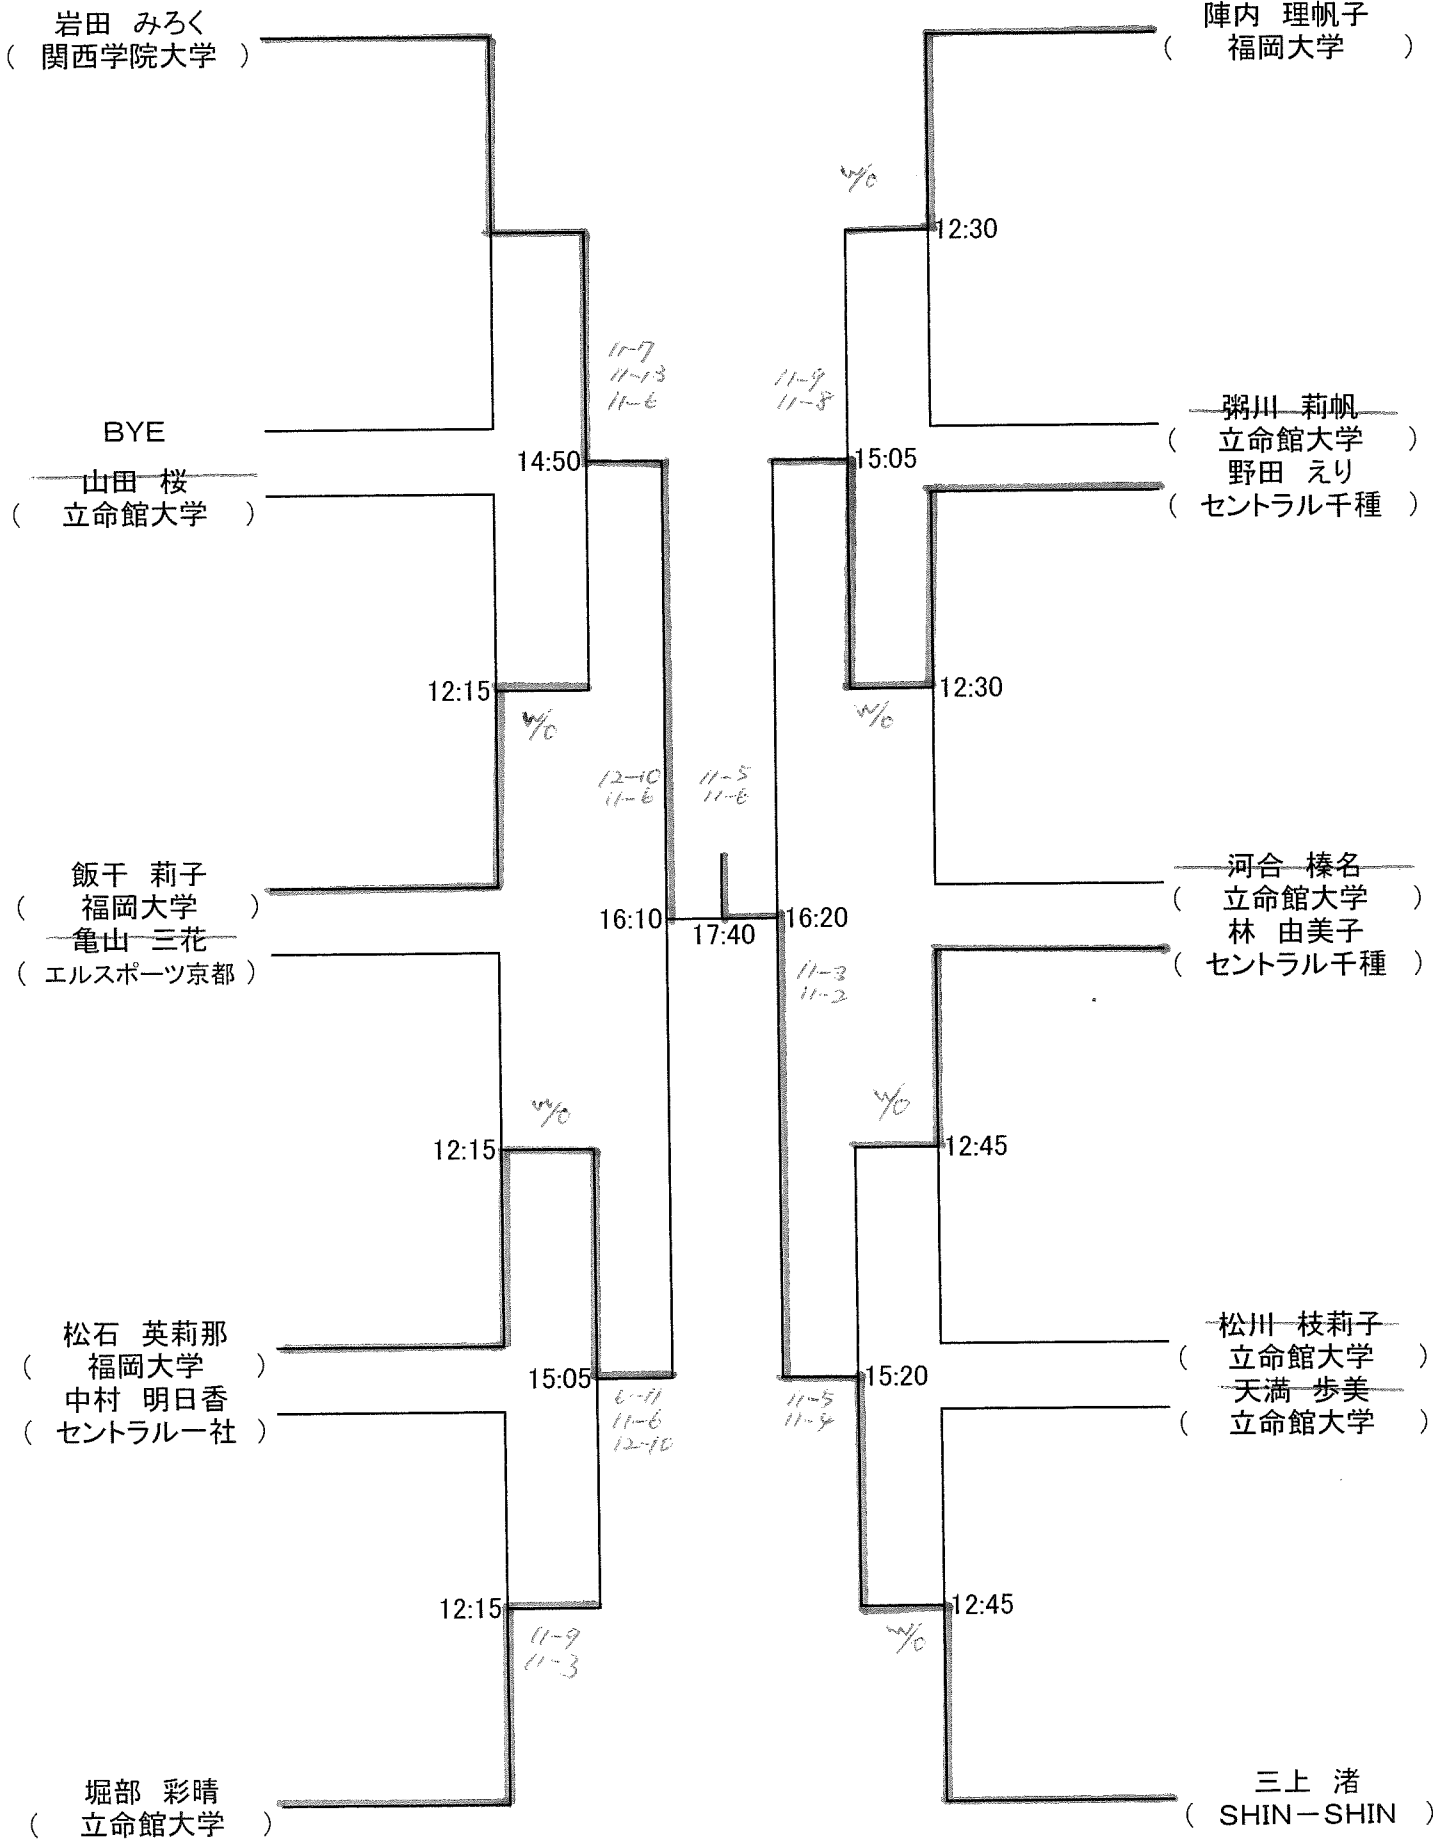 岩田 みろく
( 関西学院大学 )
BYE
山田 桜
( 立命館大学 )
飯干 莉子
( 福岡大学 )
亀山 三花
( エルスポーツ京都 )
松石 英莉那
( 福岡大学 )
中村 明日香
( セントラル一社 )
堀部 彩晴
( 立命館大学 )
14:50
11-7
11-13
11-6
12:15
W/O
12-10
11-6
16:10
12:15
W/O
15:05
6-11
11-6
12-10
12:15
11-9
11-3
11-5
11-6
17:40
陣内 理帆子
( 福岡大学 )
W/O
12:30
粥川 莉帆
( 立命館大学 )
野田 えり
( セントラル千種 )
11-9
11-8
15:05
12:30
W/O
河合 榛名
( 立命館大学 )
林 由美子
( セントラル千種 )
16:20
11-3
11-2
W/O
12:45
松川 枝莉子
( 立命館大学 )
天満 歩美
( 立命館大学 )
15:20
11-5
11-4
12:45
W/O
三上 渚
( SHIN－SHIN )